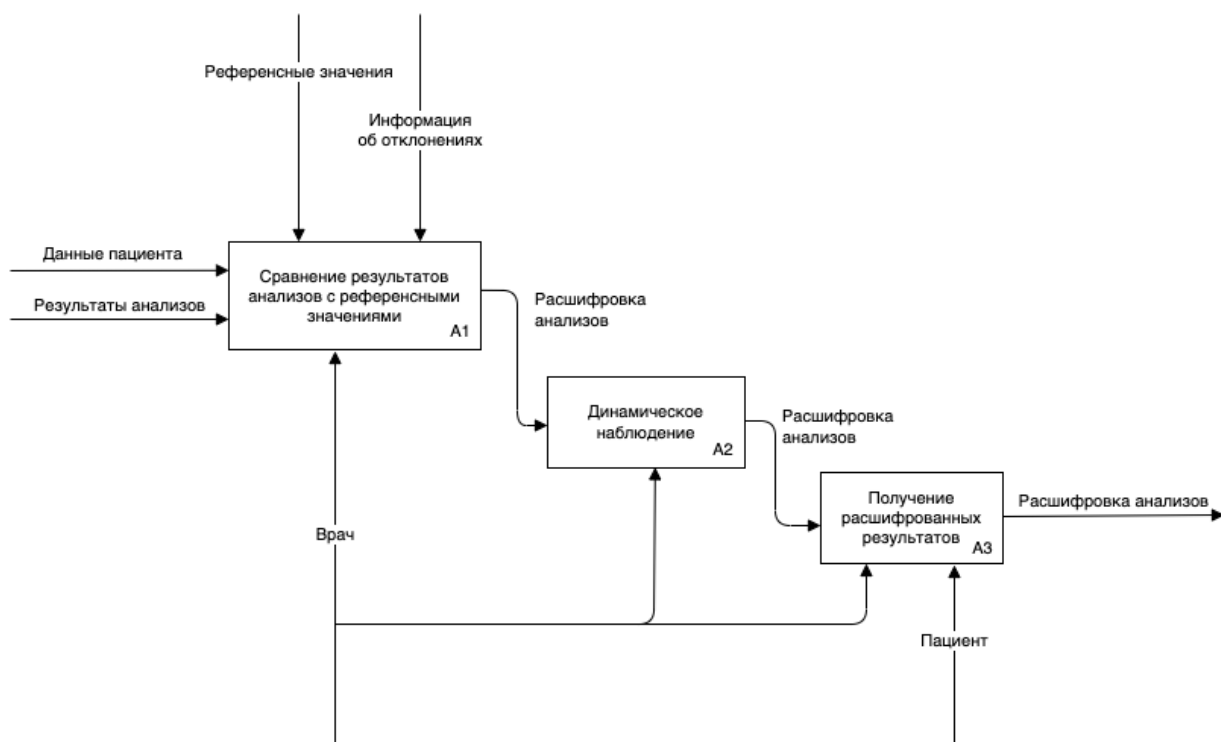 Референсные значения
Информация
об отклонениях
Данные пациента
Результаты анализов
Сравнение результатов
анализов с референсными
значениями
A1
Расшифровка
анализов
Динамическое
наблюдение
A2
Расшифровка
анализов
Получение
расшифрованных
результатов
A3
Расшифровка анализов
Врач
Пациент